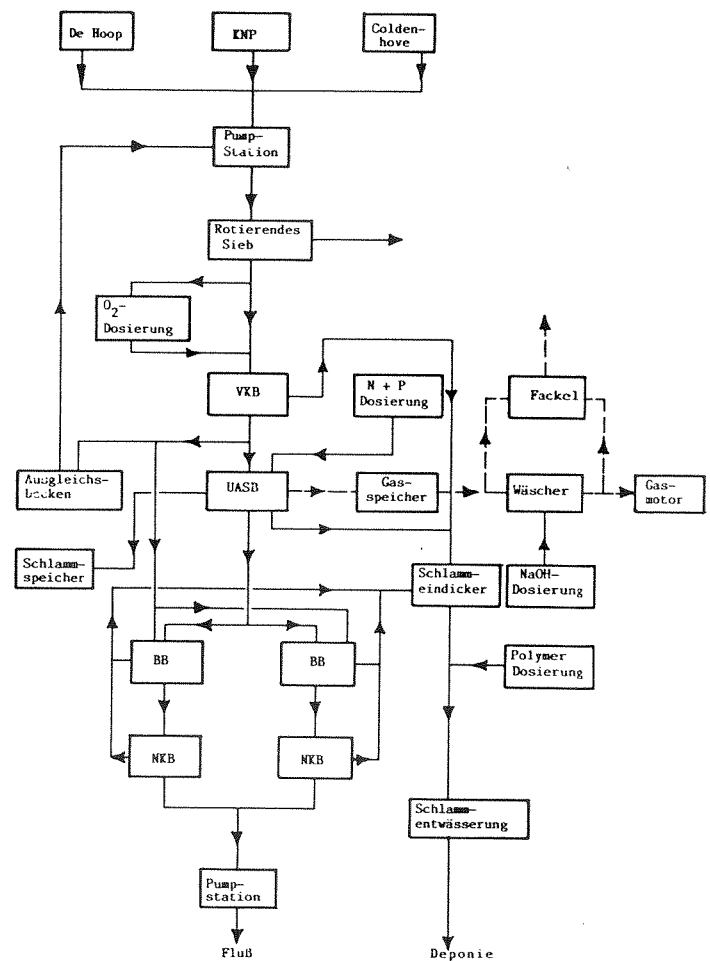 De Hoop
KNP
Colden-
hove
Pump-
Station
Rotierendes
Sieb
O2-
Dosierung
VKB
N + P
Dosierung
Fackel
Ausgleichs-
becken
UASB
Gas-
speicher
Wäscher
Gas-
motor
Schlamm-
speicher
Schlamm-
eindicker
NaOH-
Dosierung
BB
BB
Polymer
Dosierung
NKB
NKB
Schlamm-
entwässerung
Pump-
station
Fluß
Deponie